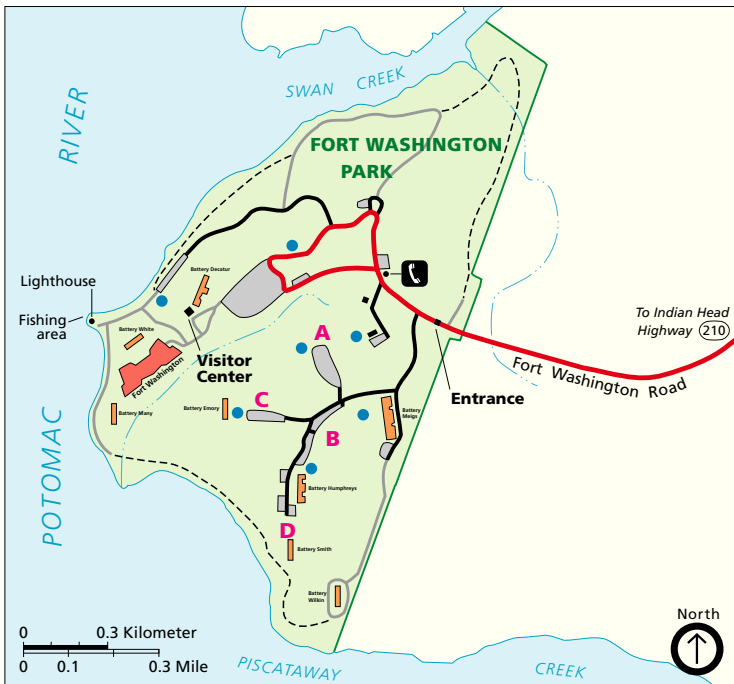 SWAN CREEK
RIVER
FORT WASHINGTON
PARK
Battery Decatur
Lighthouse
Fishing
area
Battery White
To Indian Head
Highway 210
A
Visitor
Center
Fort Washington
Fort Washington Road
Entrance
C
Battery Emory
Battery Many
B
Battery
Meigs
POTOMAC
Battery Humphreys
D
Battery Smith
Battery
Wilkin
North
0 0.3 Kilometer
0 0.1 0.3 Mile
PISCATAWAY CREEK